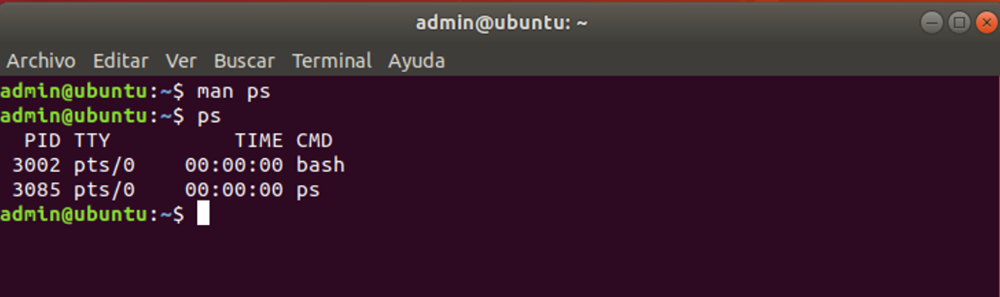 admin@ubuntu: ~
Archivo Editar Ver Buscar Terminal Ayuda
admin@ubuntu:~$ man ps
admin@ubuntu:~$ ps
  PID TTY          TIME CMD
 3002 pts/0    00:00:00 bash
 3085 pts/0    00:00:00 ps
admin@ubuntu:~$